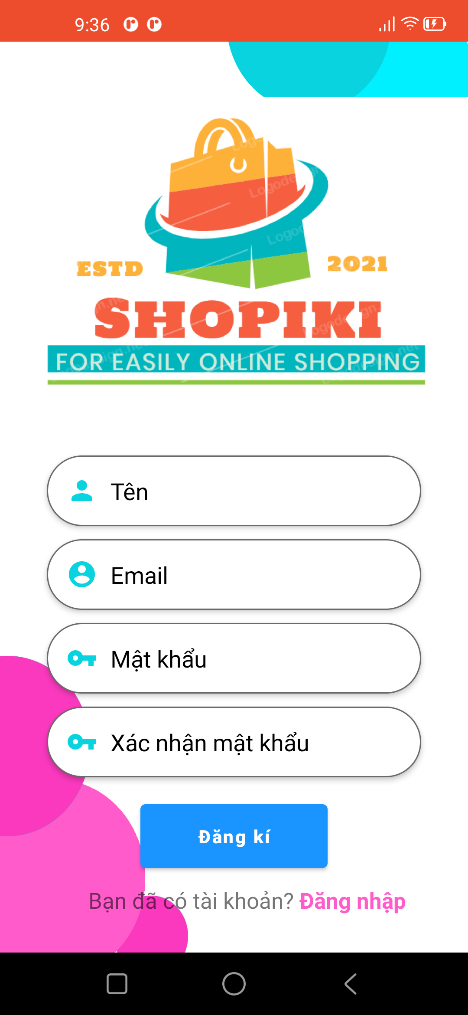 9:36
ESTD
2021
SHOPIKI
FOR EASILY ONLINE SHOPPING
Tên
Email
Mật khẩu
Xác nhận mật khẩu
Đăng kí
Bạn đã có tài khoản? Đăng nhập